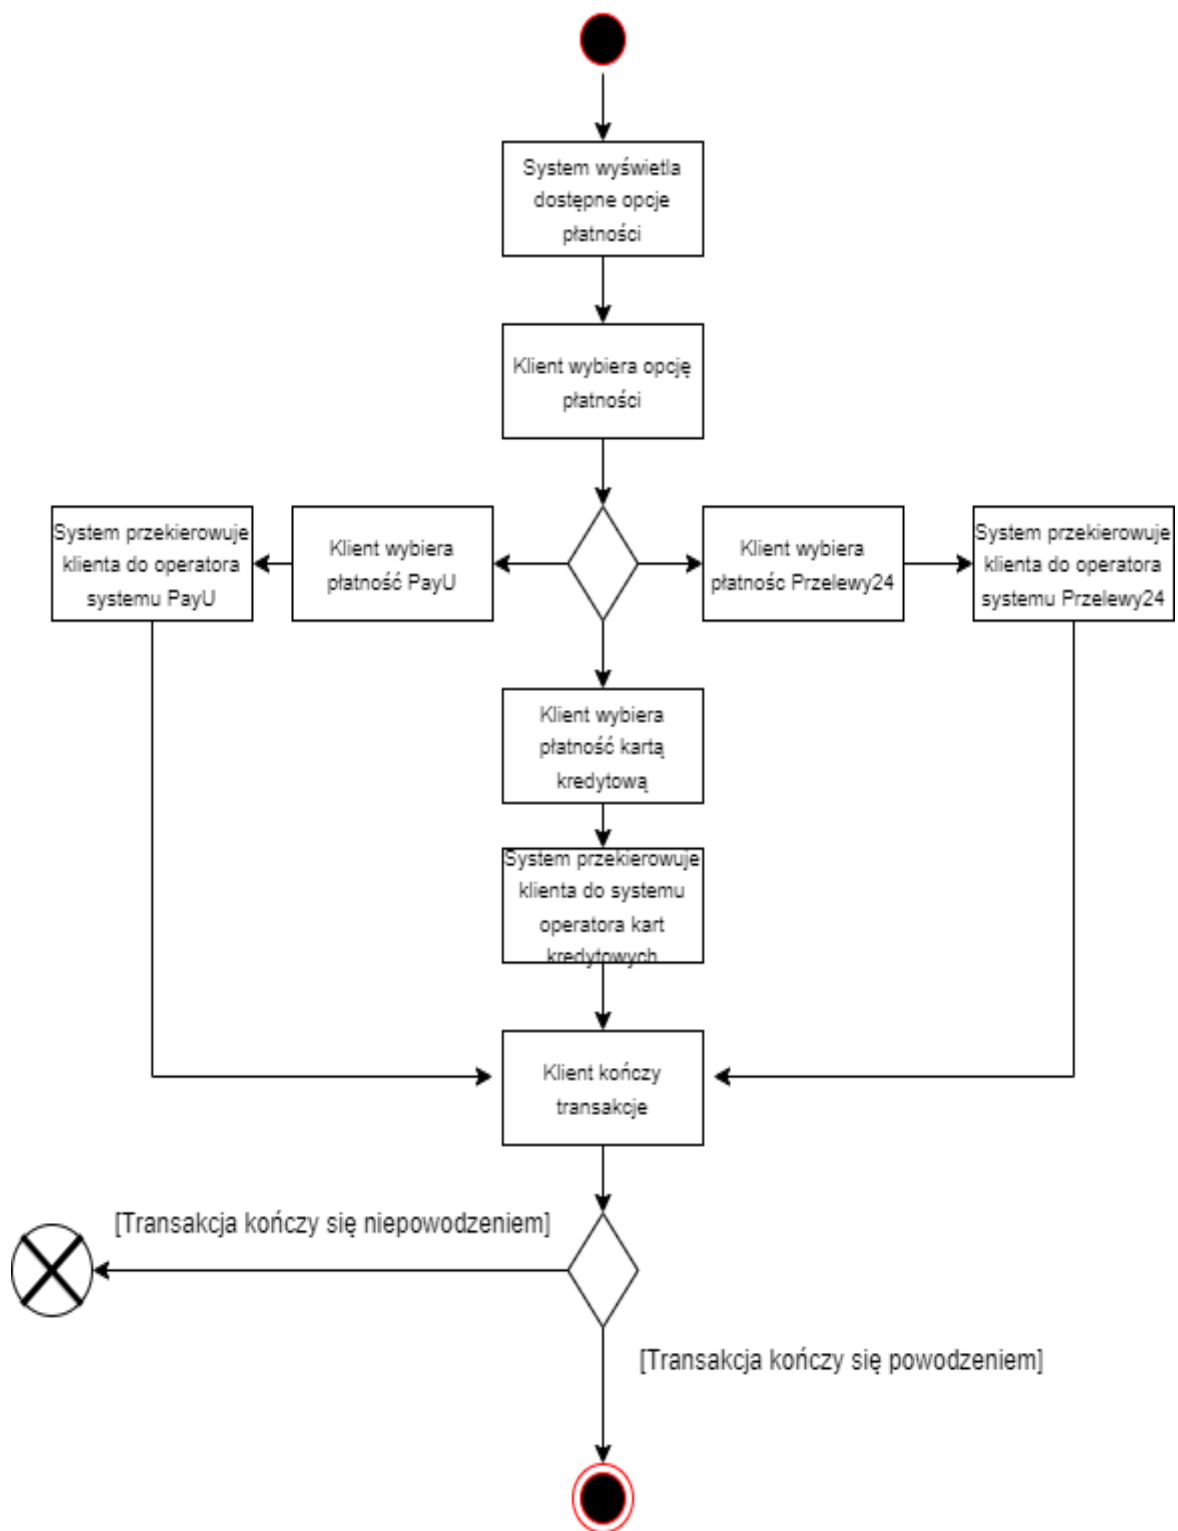 System wyświetla
dostępne opcje
płatności
Klient wybiera opcję
płatności
System przekierowuje
klienta do operatora
systemu PayU
Klient wybiera
płatność PayU
Klient wybiera
płatnośc Przelewy24
System przekierowuje
klienta do operatora
systemu Przelewy24
Klient wybiera
płatność kartą
kredytową
System przekierowuje
klienta do systemu
operatora kart
kredytowych
Klient kończy
transakcje
[Transakcja kończy się niepowodzeniem]
[Transakcja kończy się powodzeniem]